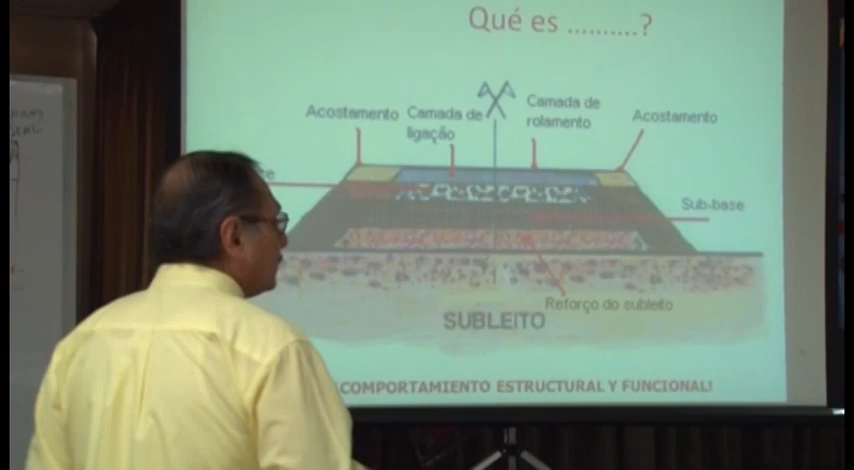 Qué es ..........?
Acostamento
Camada de
ligação
Camada de
rolamento
Acostamento
Sub-base
Reforço do subleito
SUBLEITO
¡COMPORTAMIENTO ESTRUCTURAL Y FUNCIONAL!